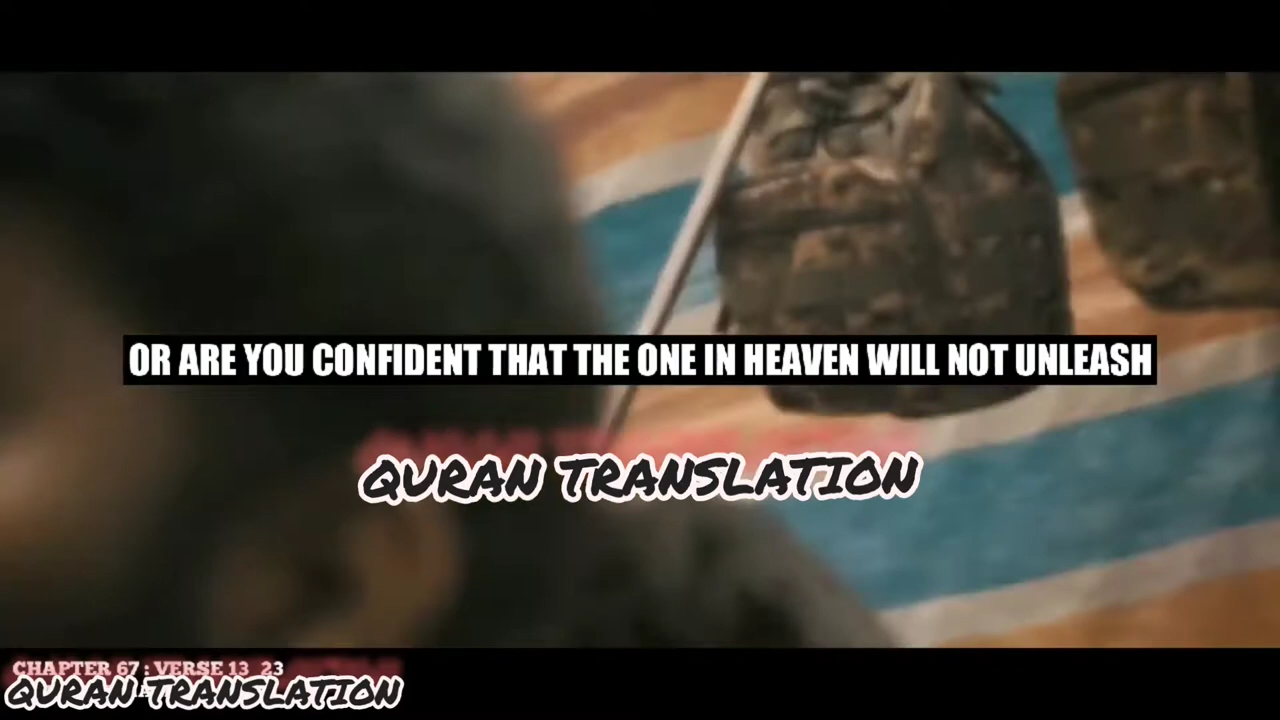 OR ARE YOU CONFIDENT THAT THE ONE IN HEAVEN WILL NOT UNLEASH
QURAN TRANSLATION
CHAPTER 67 : VERSE 13_23
QURAN TRANSLATION